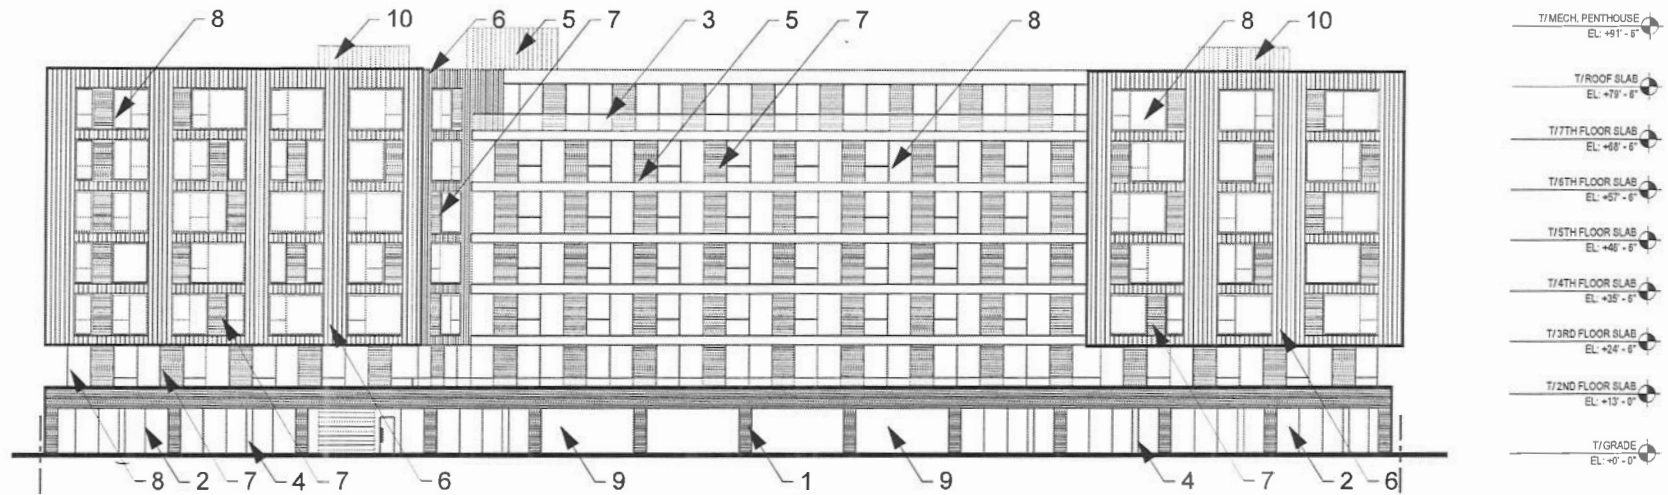 8 10 6 5 7 3 5 7 8 8 10
T/MECH. PENTHOUSE
EL: +91' - 6"
T/ROOF SLAB
EL: +79' - 6"
T/7TH FLOOR SLAB
EL: +68' - 6"
T/6TH FLOOR SLAB
EL: +57' - 6"
T/5TH FLOOR SLAB
EL: +46' - 6"
T/4TH FLOOR SLAB
EL: +35' - 6"
T/3RD FLOOR SLAB
EL: +24' - 6"
T/2ND FLOOR SLAB
EL: +13' - 0"
T/GRADE
EL: +0' - 0"
8 2 7 4 7 6 9 1 9 4 7 2 6